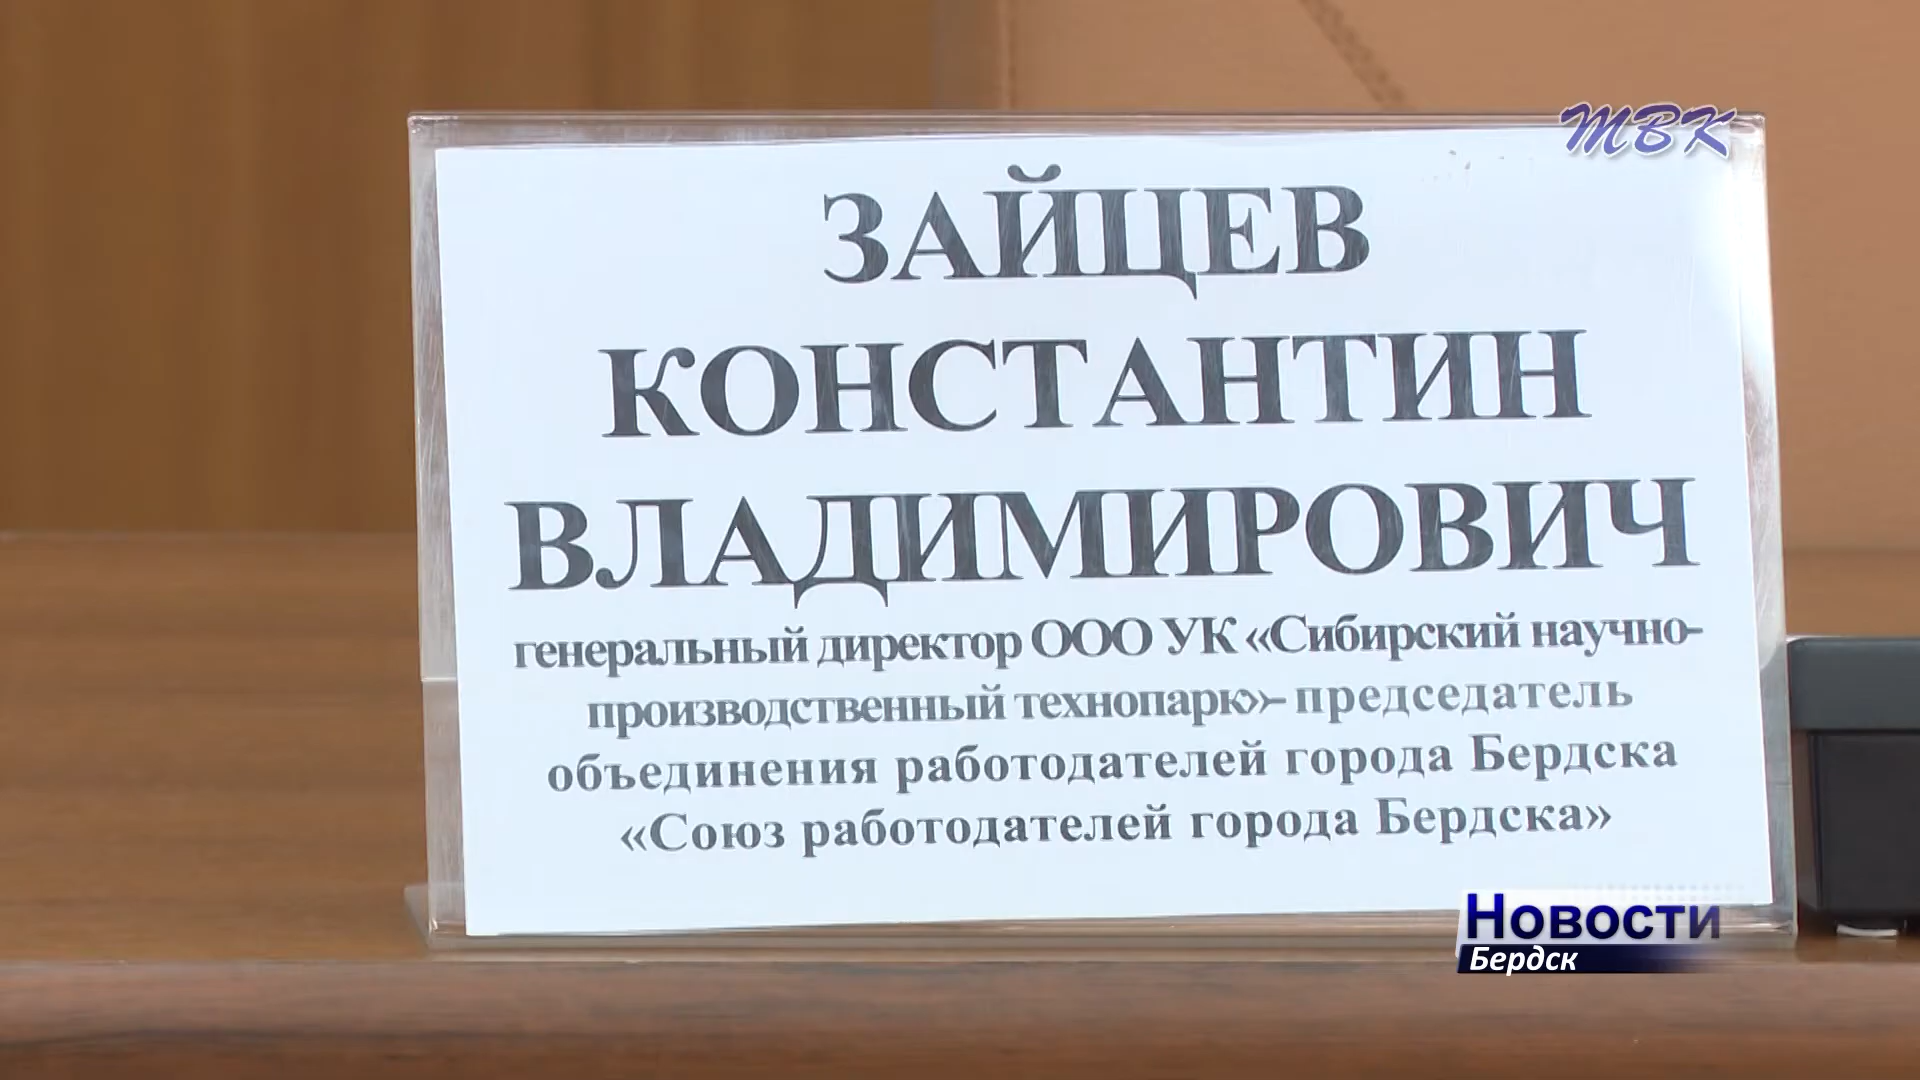 ТВК
ЗАЙЦЕВ
КОНСТАНТИН
ВЛАДИМИРОВИЧ
генеральный директор ООО УК «Сибирский научно-
производственный технопарк»- председатель
объединения работодателей города Бердска
«Союз работодателей города Бердска»
Новости
Бердск